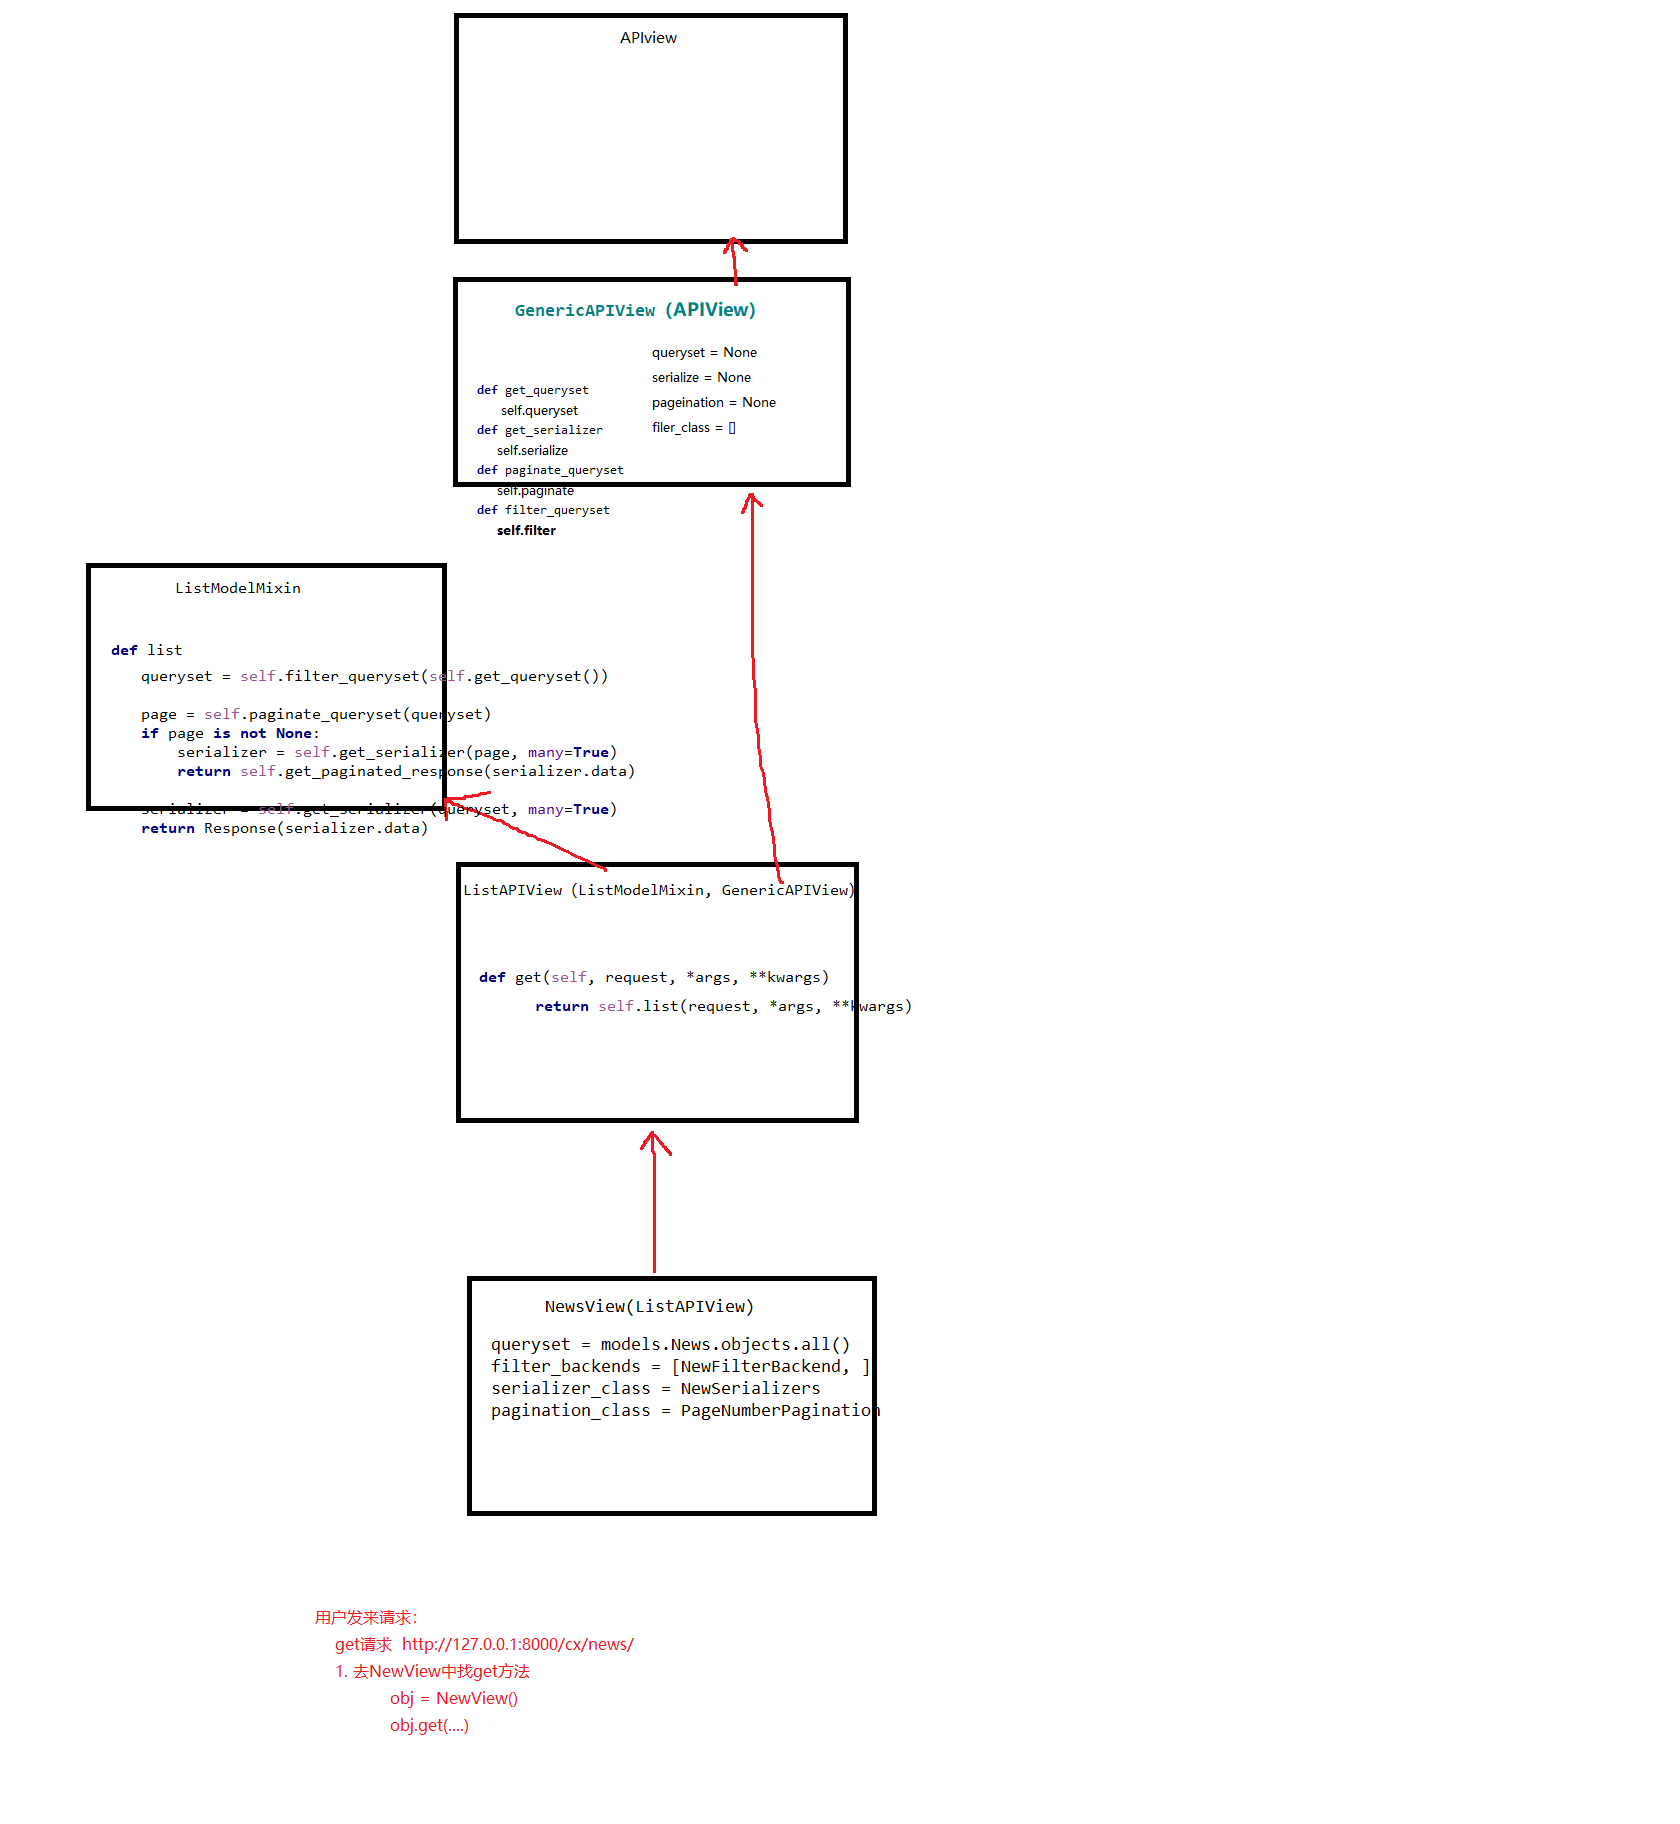 APIview
GenericAPIView（APIView）
queryset = None
serialize = None
pageination = None
filer_class = []
def get_queryset
self.queryset
def get_serializer
self.serialize
def paginate_queryset
self.paginate
def filter_queryset
self.filter
ListModelMixin
def list
queryset = self.filter_queryset(self.get_queryset())
page = self.paginate_queryset(queryset)
if page is not None:
serializer = self.get_serializer(page, many=True)
return self.get_paginated_response(serializer.data)
serializer = self.get_serializer(queryset, many=True)
return Response(serializer.data)
ListAPIView（ListModelMixin, GenericAPIView）
def get(self, request, *args, **kwargs)
return self.list(request, *args, **kwargs)
NewsView(ListAPIView)
queryset = models.News.objects.all()
filter_backends = [NewFilterBackend, ]
serializer_class = NewSerializers
pagination_class = PageNumberPagination
用户发来请求：
get请求 http://127.0.0.1:8000/cx/news/
1. 去NewView中找get方法
obj = NewView()
obj.get(....)